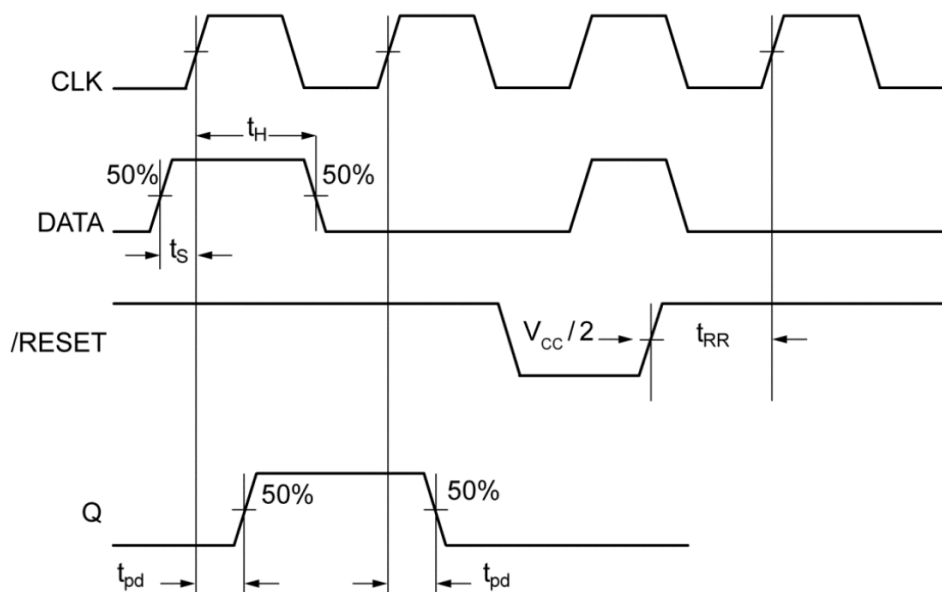 CLK
t_H
50%
50%
DATA
t_S
/RESET
V_CC/2
t_RR
50%
50%
Q
t_pd
t_pd